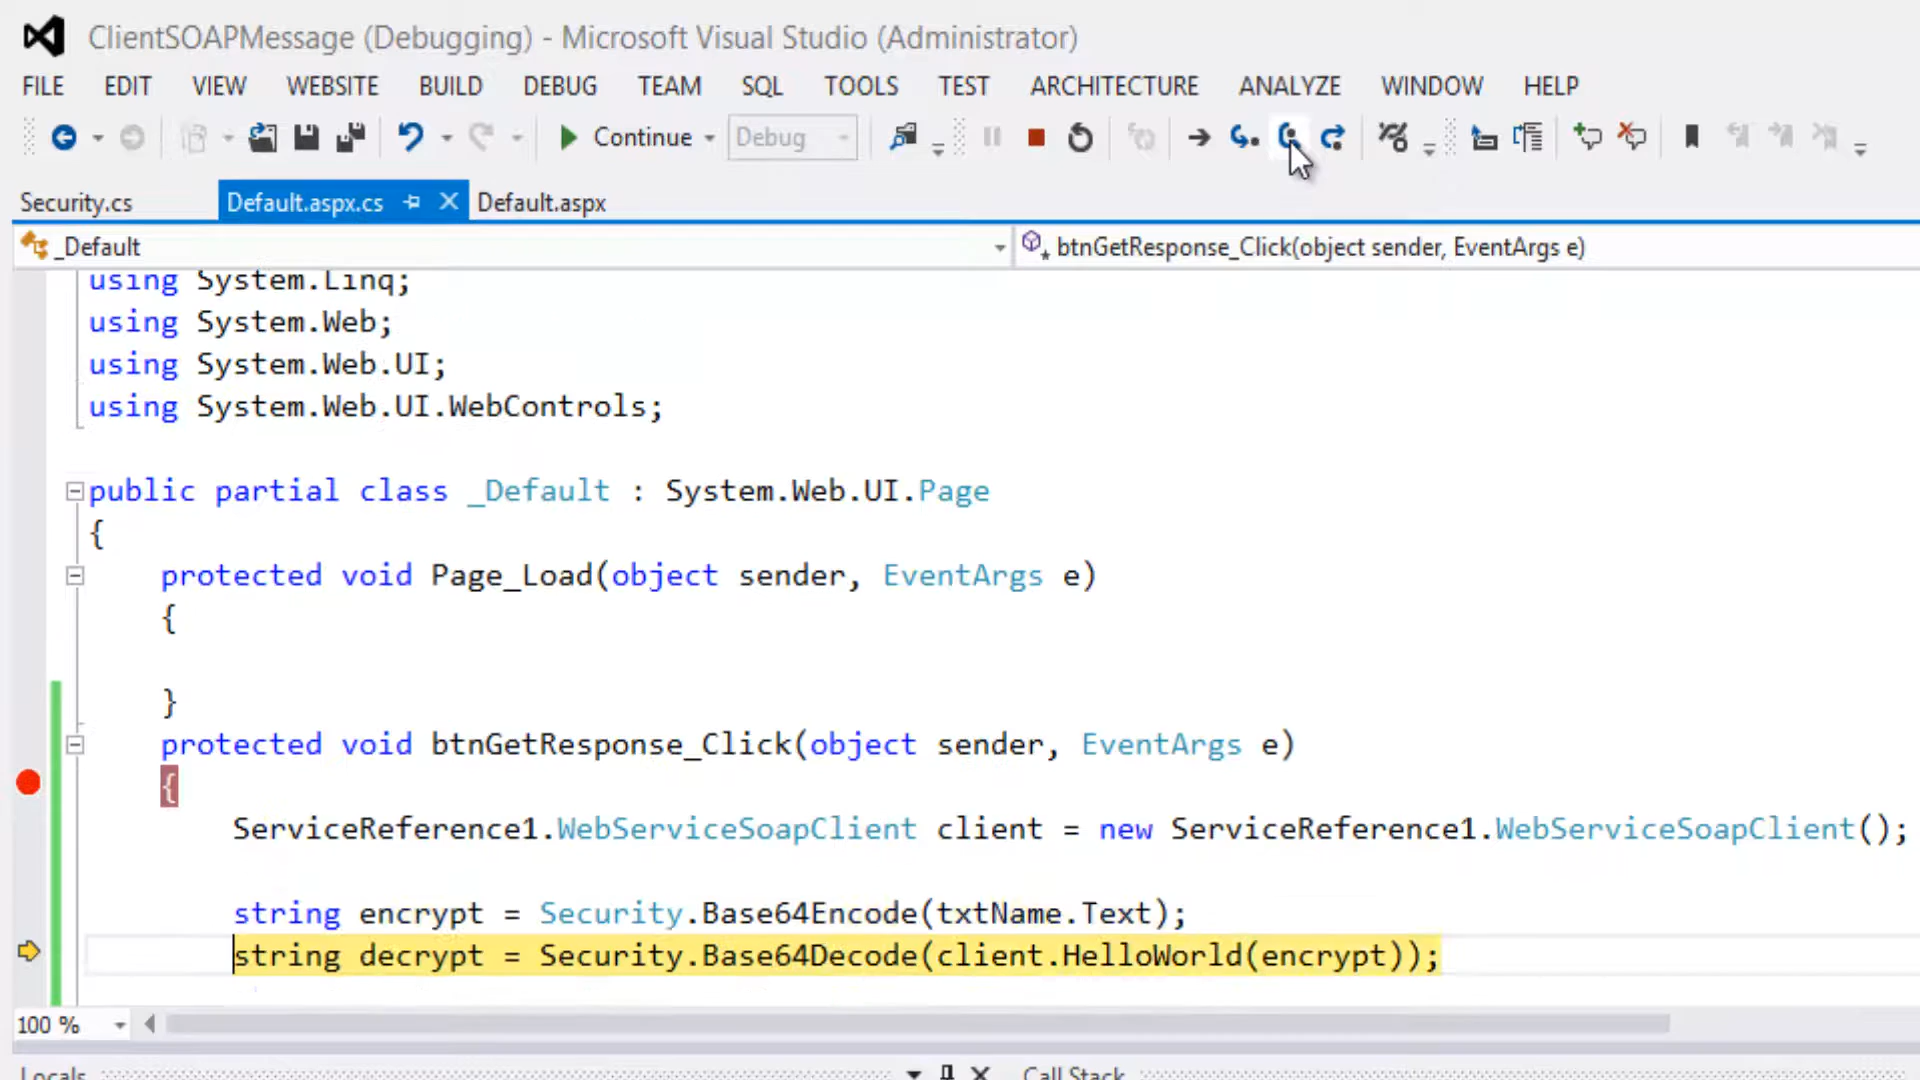 ClientSOAPMessage (Debugging) - Microsoft Visual Studio (Administrator)
FILE EDIT VIEW WEBSITE BUILD DEBUG TEAM SQL TOOLS TEST ARCHITECTURE ANALYZE WINDOW HELP
Continue Debug
Security.cs Default.aspx.cs Default.aspx
_Default btnGetResponse_Click(object sender, EventArgs e)
using System.Linq;
using System.Web;
using System.Web.UI;
using System.Web.UI.WebControls;
public partial class _Default : System.Web.UI.Page
{
protected void Page_Load(object sender, EventArgs e)
{
}
protected void btnGetResponse_Click(object sender, EventArgs e)
{
ServiceReference1.WebServiceSoapClient client = new ServiceReference1.WebServiceSoapClient();
string encrypt = Security.Base64Encode(txtName.Text);
string decrypt = Security.Base64Decode(client.HelloWorld(encrypt));
100 %
Locals Call Stack